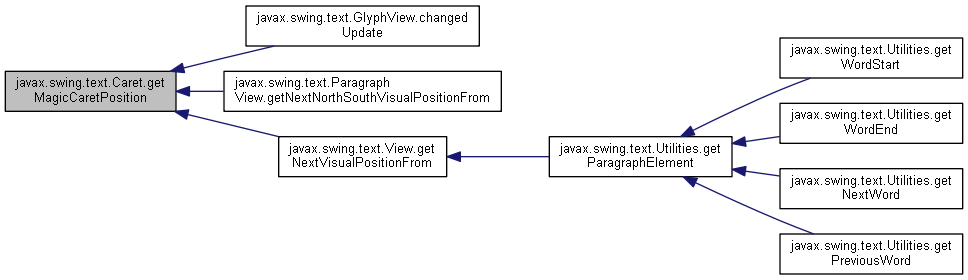 javax.swing.text.GlyphView.changed
Update
javax.swing.text.Caret.get
MagicCaretPosition
javax.swing.text.Paragraph
View.getNextNorthSouthVisualPositionFrom
javax.swing.text.View.get
NextVisualPositionFrom
javax.swing.text.Utilities.get
ParagraphElement
javax.swing.text.Utilities.get
WordStart
javax.swing.text.Utilities.get
WordEnd
javax.swing.text.Utilities.get
NextWord
javax.swing.text.Utilities.get
PreviousWord